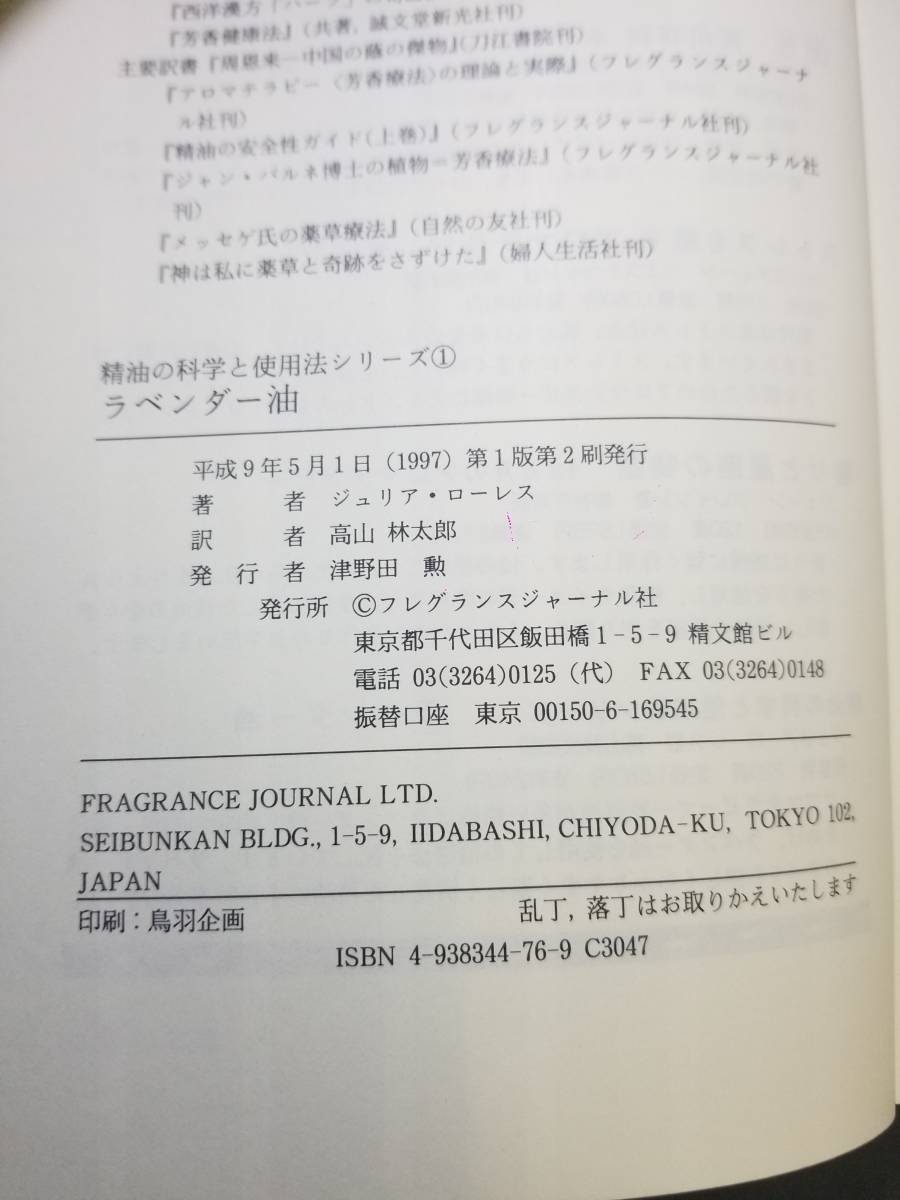 『西洋漢方「ハーブ」
『芳香健康法』(共著, 誠文堂新光社刊)
主要訳書『周恩来―中国の蔭の傑物』(刀江書院刊)
『アロマテラピー〈芳香療法〉の理論と実際』(フレグランスジャーナ
ル社刊)
『精油の安全性ガイド(上巻)』(フレグランスジャーナル社刊)
『ジャン・バルネ博士の植物=芳香療法』(フレグランスジャーナル社
刊)
『メッセゲ氏の薬草療法』(自然の友社刊)
『神は私に薬草と奇跡をさずけた』(婦人生活社刊)
精油の科学と使用法シリーズ①
ラベンダー油
平成9年5月1日(1997)第1版第2刷発行
著 者 ジュリア・ローレス
訳 者 高山 林太郎
発 行 者 津野田 勲
発行所 ©フレグランスジャーナル社
東京都千代田区飯田橋1-5-9 精文館ビル
電話 03(3264)0125(代) FAX 03(3264)0148
振替口座 東京 00150-6-169545
FRAGRANCE JOURNAL LTD.
SEIBUNKAN BLDG., 1-5-9, IIDABASHI, CHIYODA-KU, TOKYO 102,
JAPAN
印刷:鳥羽企画 乱丁, 落丁はお取りかえいたします
ISBN 4-938344-76-9 C3047